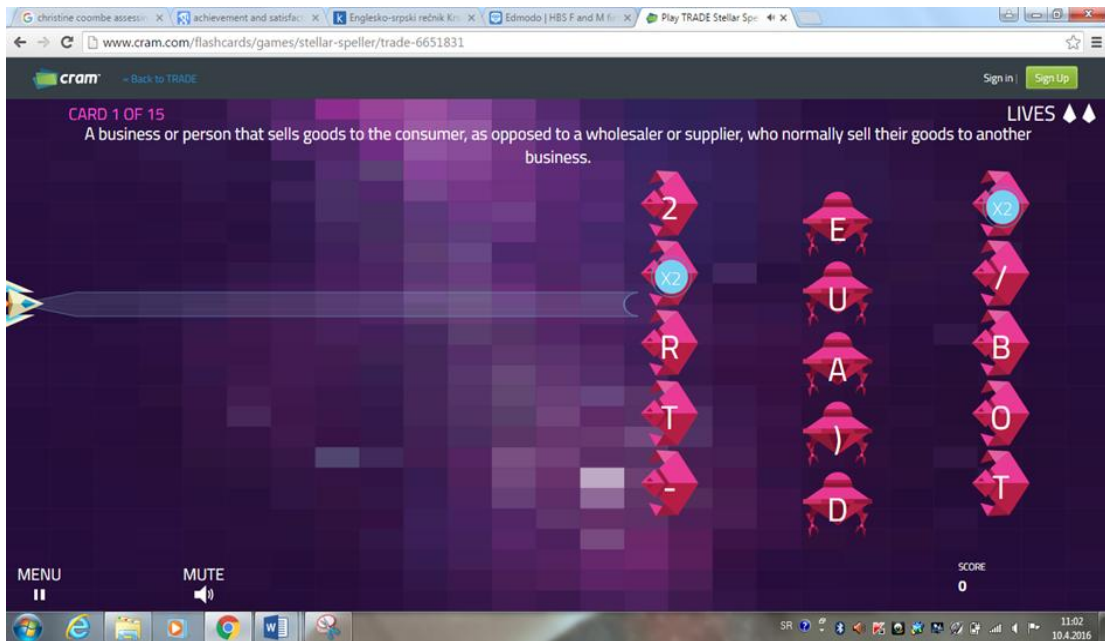 christine coombe assessin
achievement and satisfac
Englesko-srpski rečnik Kr
Edmodo | HBS F and M fi
Play TRADE Stellar Spe
www.cram.com/flashcards/games/stellar-speller/trade-6651831
cram
« Back to TRADE
Sign in |
Sign Up
CARD 1 OF 15
LIVES
A business or person that sells goods to the consumer, as opposed to a wholesaler or supplier, who normally sell their goods to another
business.
2
X2
R
T
-
E
U
A
)
D
X2
/
B
O
T
MENU
MUTE
SCORE
0
SR
11:02
10.4.2016